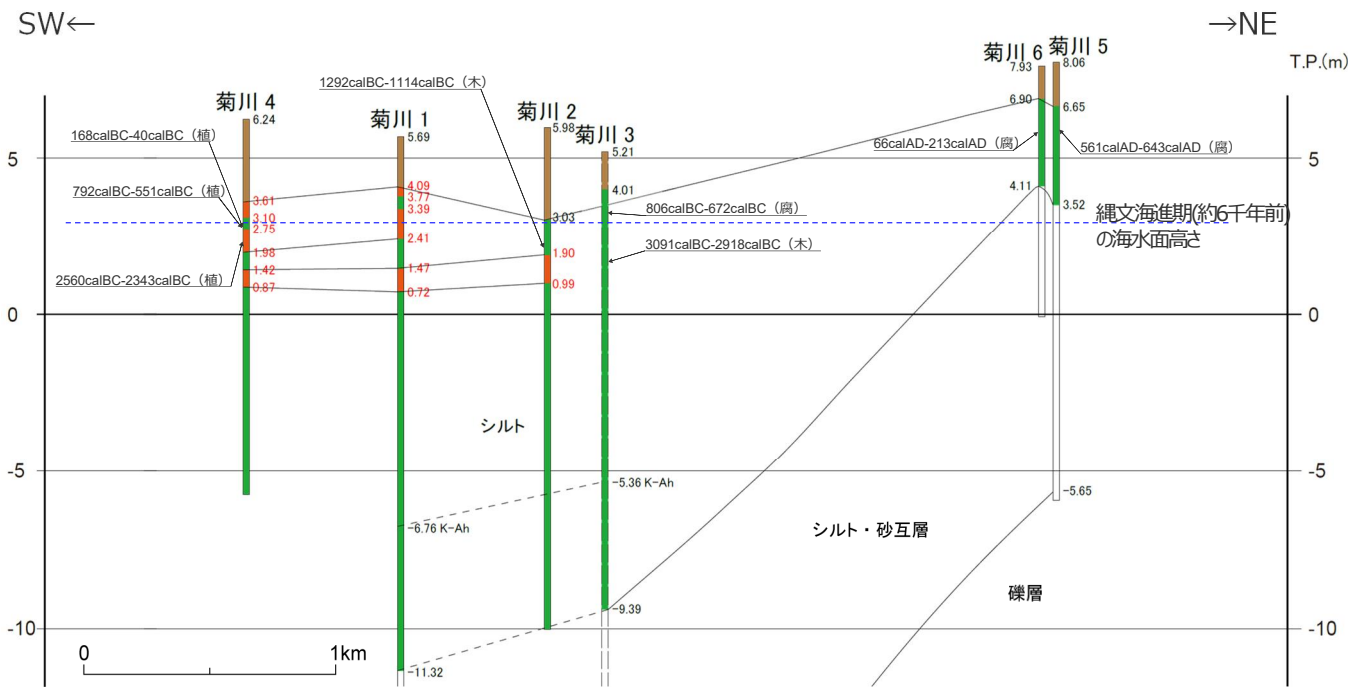 SW←
→NE
T.P.(m)
菊川 4
6.24
168calBC-40calBC（植）
792calBC-551calBC（植）
2560calBC-2343calBC（植）
3.61
3.10
2.75
1.98
1.42
0.87
菊川 1
5.69
4.09
3.77
3.39
2.41
1.47
0.72
-6.76 K-Ah
-11.32
1292calBC-1114calBC（木）
菊川 2
5.98
3.03
1.90
0.99
菊川 3
5.21
4.01
806calBC-672calBC（腐）
3091calBC-2918calBC（木）
-5.36 K-Ah
-9.39
菊川 6
7.93
6.90
66calAD-213calAD（腐）
4.11
菊川 5
8.06
6.65
561calAD-643calAD（腐）
3.52
-5.65
縄文海進期(約6千年前)
の海水面高さ
シルト
シルト・砂互層
礫層
5
0
-5
-10
5
0
-5
-10
0
1km